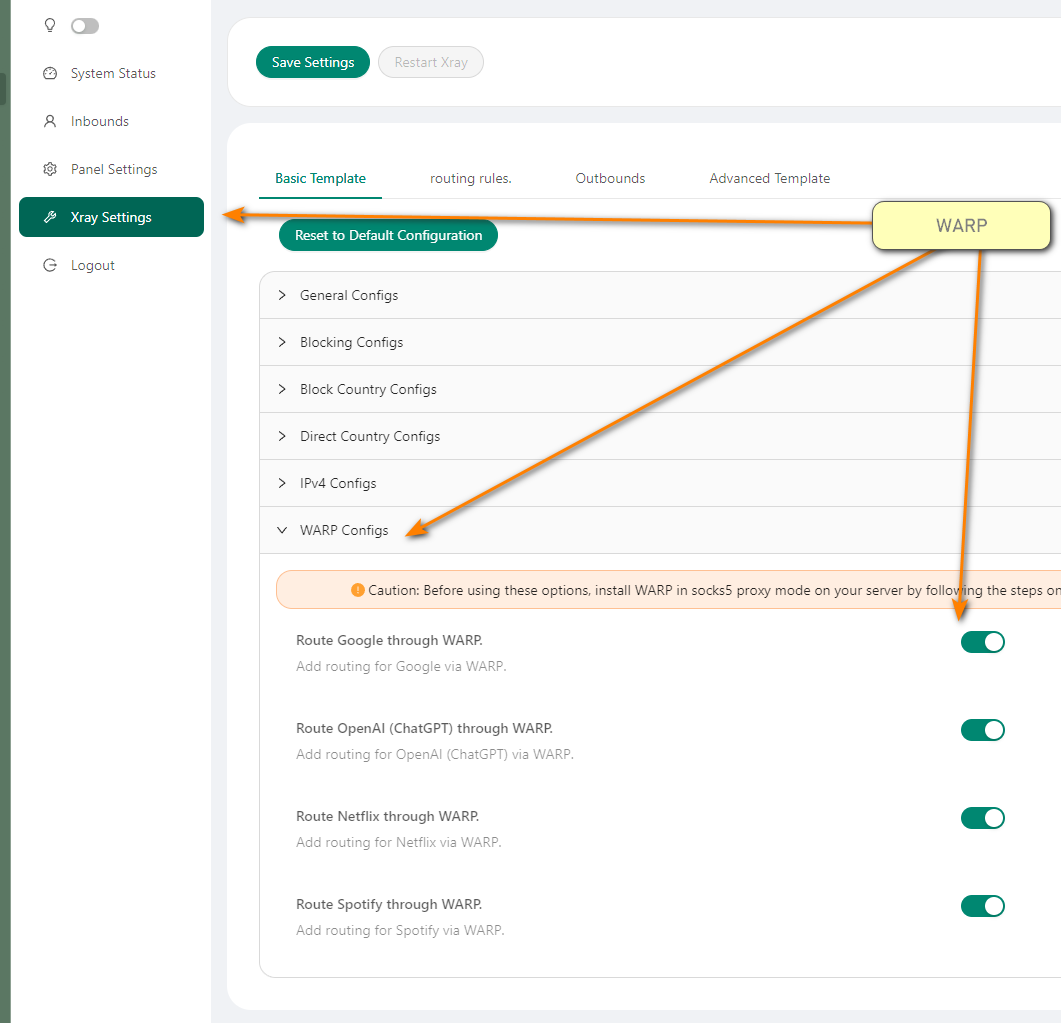 System Status
Inbounds
Panel Settings
Xray Settings
Logout
Save Settings
Restart Xray
Basic Template
routing rules.
Outbounds
Advanced Template
WARP
Reset to Default Configuration
General Configs
Blocking Configs
Block Country Configs
Direct Country Configs
IPv4 Configs
WARP Configs
Caution: Before using these options, install WARP in socks5 proxy mode on your server by following the steps on
Route Google through WARP.
Add routing for Google via WARP.
Route OpenAI (ChatGPT) through WARP.
Add routing for OpenAI (ChatGPT) via WARP.
Route Netflix through WARP.
Add routing for Netflix via WARP.
Route Spotify through WARP.
Add routing for Spotify via WARP.